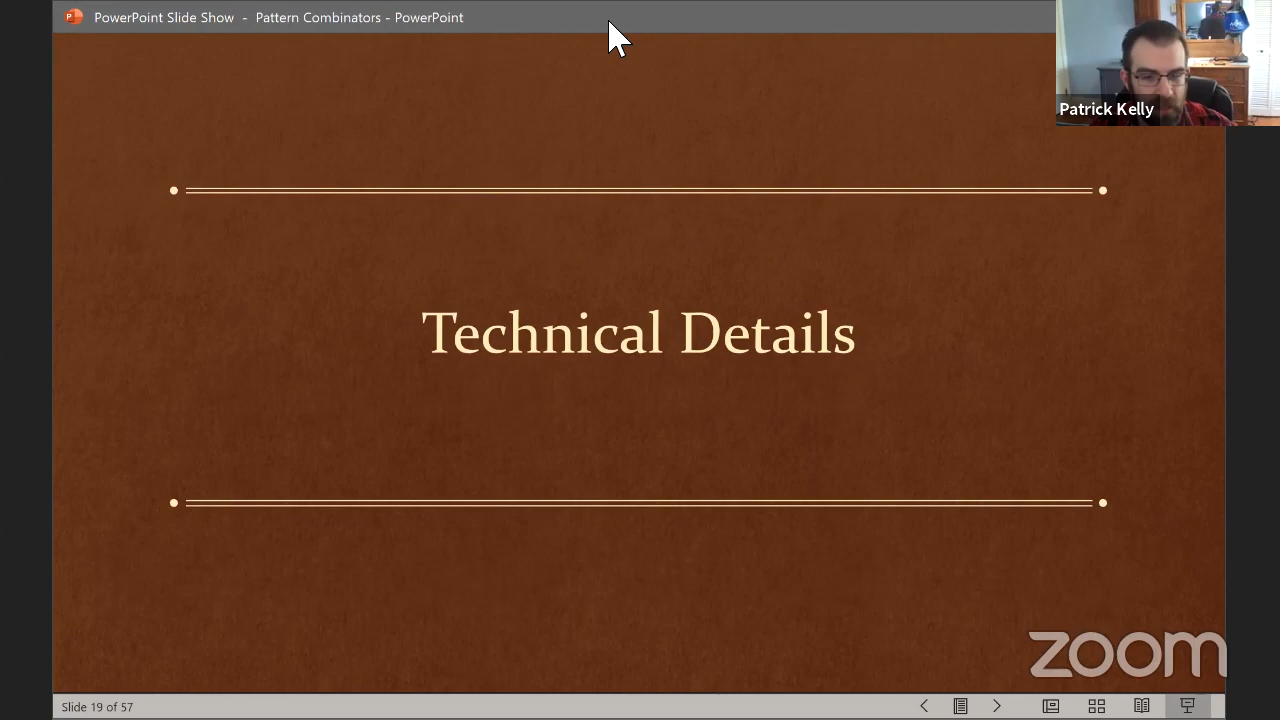 PowerPoint Slide Show - Pattern Combinators - PowerPoint
Patrick Kelly
Technical Details
zoom
Slide 19 of 57